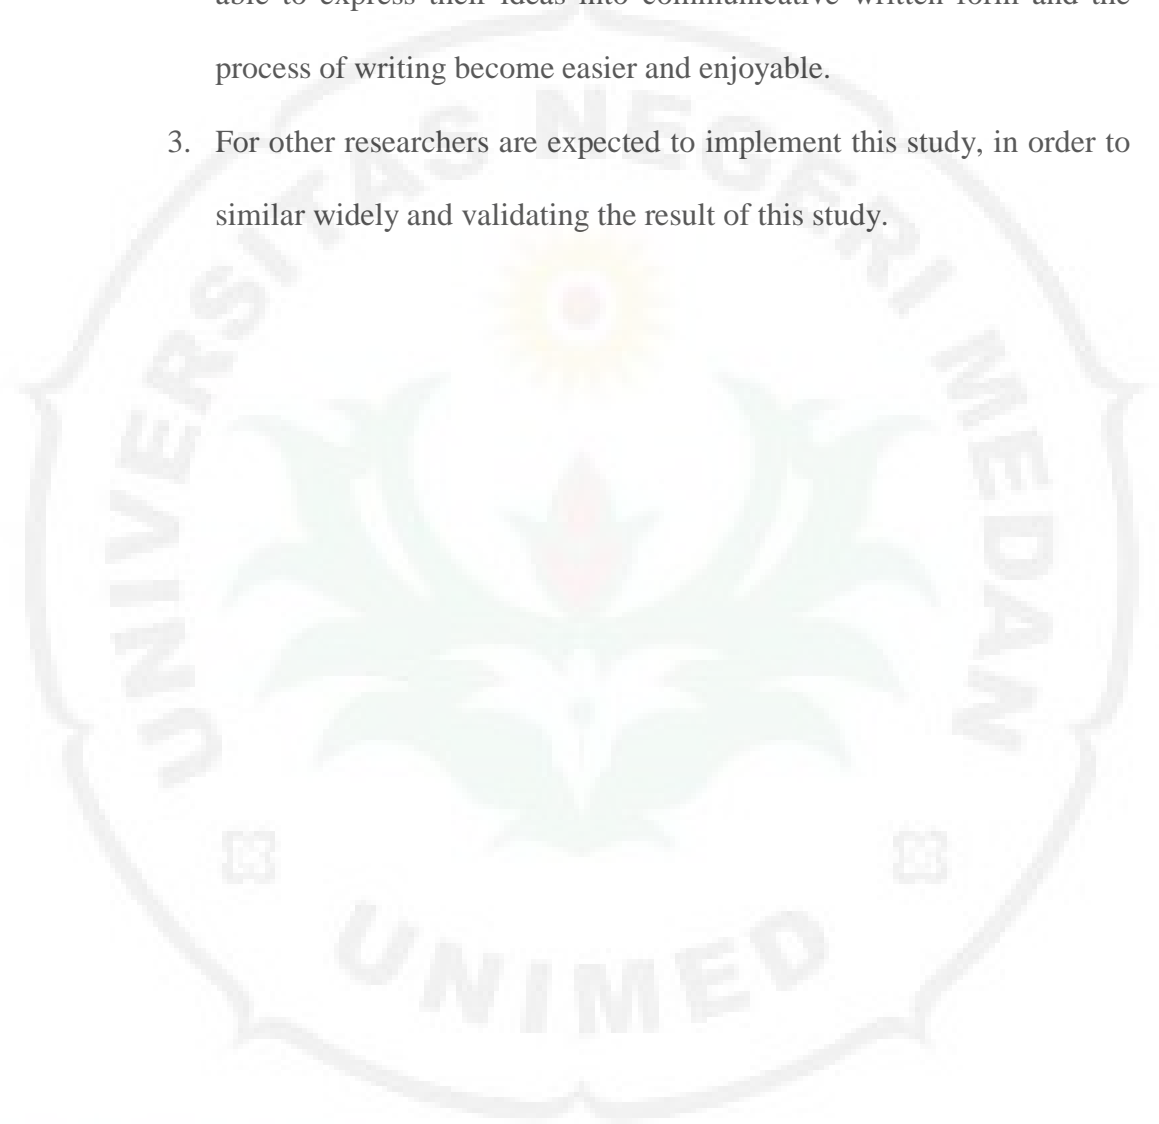 able to express their ideas into communicative written form and the
process of writing become easier and enjoyable.
3. For other researchers are expected to implement this study, in order to
similar widely and validating the result of this study.
UNIVERSITAS NEGERI MEDAN
UNIMED